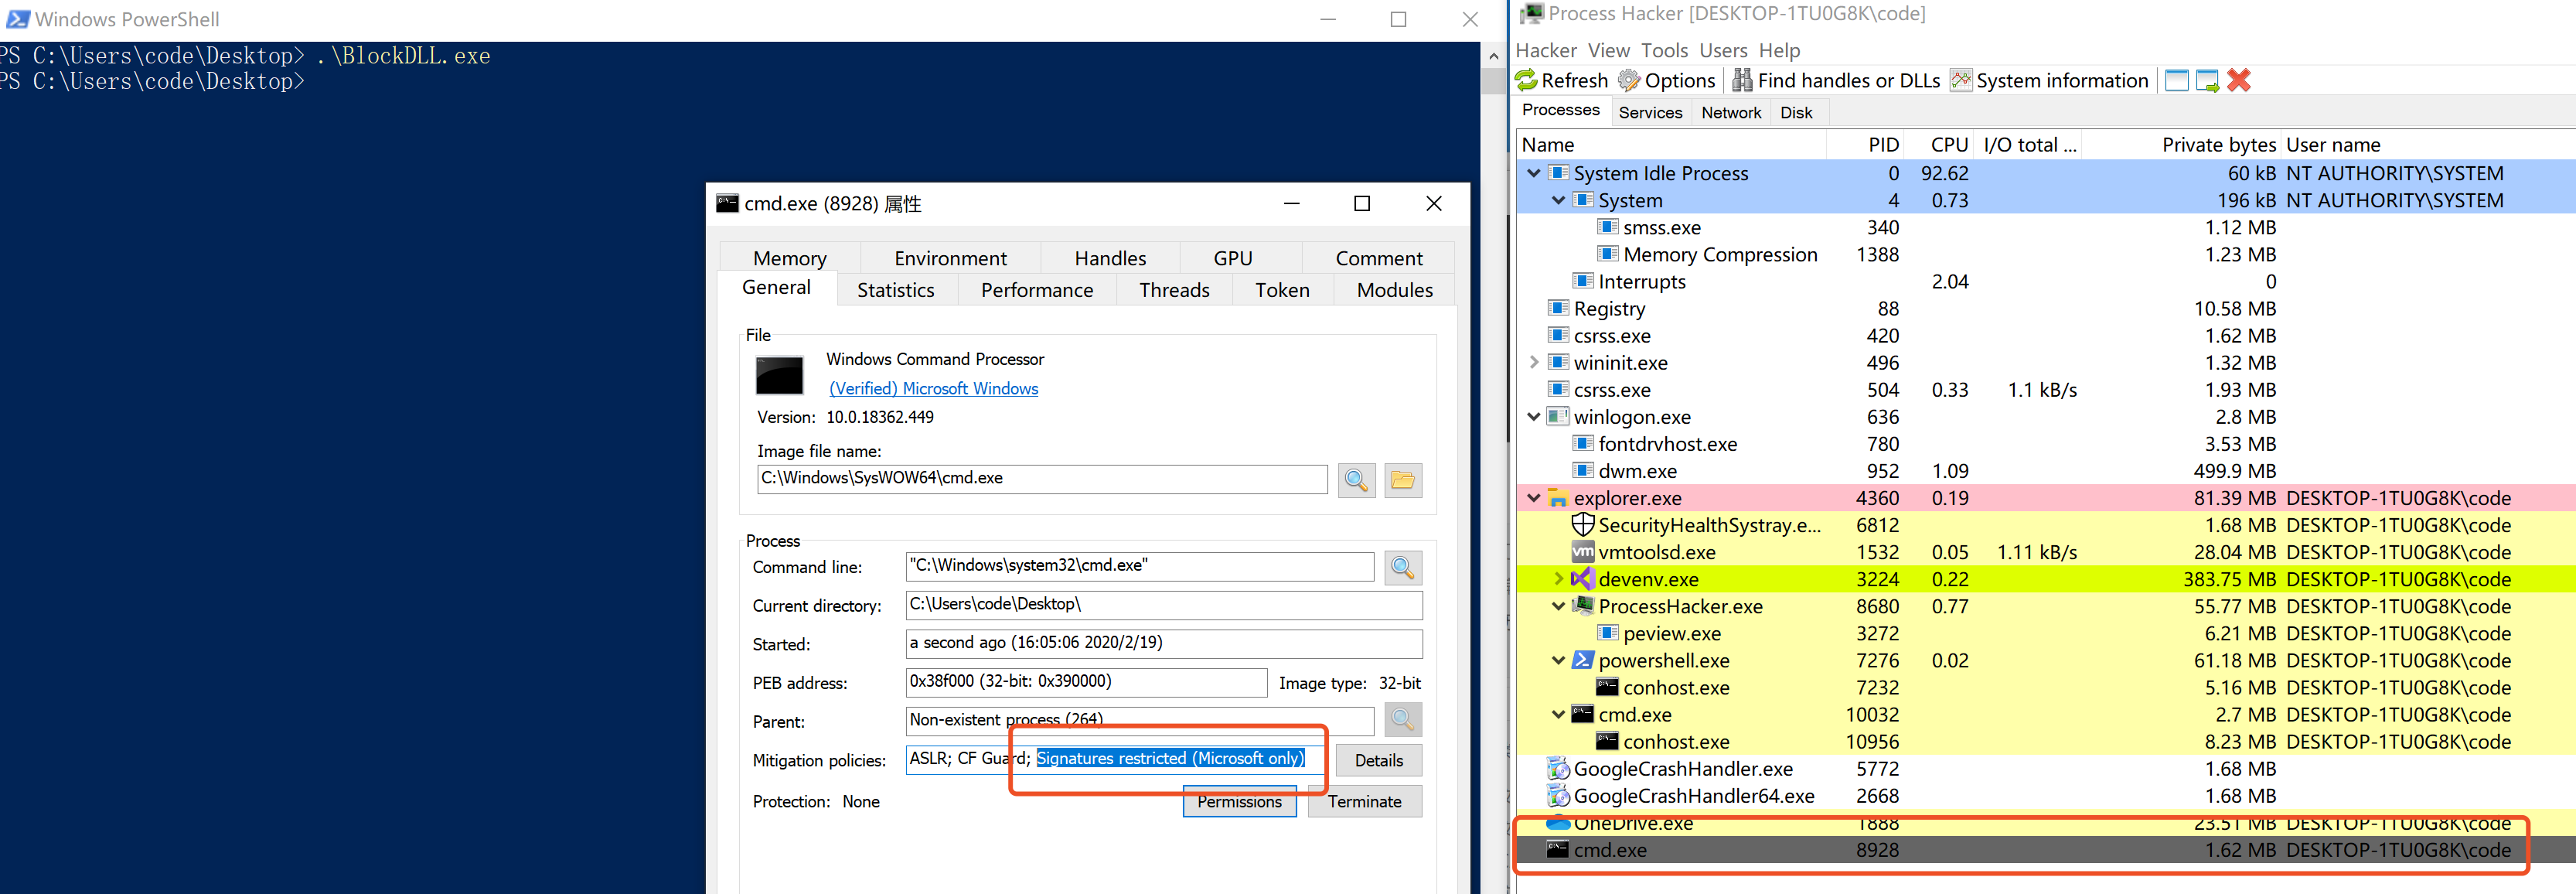 Windows PowerShell
PS C:\Users\code\Desktop> .\BlockDLL.exe
PS C:\Users\code\Desktop>
cmd.exe (8928) 属性
Memory Environment Handles GPU Comment
General Statistics Performance Threads Token Modules
File
Windows Command Processor
(Verified) Microsoft Windows
Version: 10.0.18362.449
Image file name:
C:\Windows\SysWOW64\cmd.exe
Process
Command line: "C:\Windows\system32\cmd.exe"
Current directory: C:\Users\code\Desktop\
Started: a second ago (16:05:06 2020/2/19)
PEB address: 0x38f000 (32-bit: 0x390000) Image type: 32-bit
Parent: Non-existent process (264)
Mitigation policies: ASLR; CF Guard; Signatures restricted (Microsoft only) Details
Protection: None Permissions Terminate
Process Hacker [DESKTOP-1TU0G8K\code]
Hacker View Tools Users Help
Refresh Options Find handles or DLLs System information
Processes Services Network Disk
Name PID CPU I/O total ... Private bytes User name
System Idle Process 0 92.62 60 kB NT AUTHORITY\SYSTEM
System 4 0.73 196 kB NT AUTHORITY\SYSTEM
smss.exe 340 1.12 MB
Memory Compression 1388 1.23 MB
Interrupts 2.04 0
Registry 88 10.58 MB
csrss.exe 420 1.62 MB
wininit.exe 496 1.32 MB
csrss.exe 504 0.33 1.1 kB/s 1.93 MB
winlogon.exe 636 2.8 MB
fontdrvhost.exe 780 3.53 MB
dwm.exe 952 1.09 499.9 MB
explorer.exe 4360 0.19 81.39 MB DESKTOP-1TU0G8K\code
SecurityHealthSystray.e... 6812 1.68 MB DESKTOP-1TU0G8K\code
vm vmtoolsd.exe 1532 0.05 1.11 kB/s 28.04 MB DESKTOP-1TU0G8K\code
devenv.exe 3224 0.22 383.75 MB DESKTOP-1TU0G8K\code
ProcessHacker.exe 8680 0.77 55.77 MB DESKTOP-1TU0G8K\code
peview.exe 3272 6.21 MB DESKTOP-1TU0G8K\code
powershell.exe 7276 0.02 61.18 MB DESKTOP-1TU0G8K\code
conhost.exe 7232 5.16 MB DESKTOP-1TU0G8K\code
cmd.exe 10032 2.7 MB DESKTOP-1TU0G8K\code
conhost.exe 10956 8.23 MB DESKTOP-1TU0G8K\code
GoogleCrashHandler.exe 5772 1.68 MB
GoogleCrashHandler64.exe 2668 1.68 MB
OneDrive.exe 1888 23.51 MB DESKTOP-1TU0G8K\code
cmd.exe 8928 1.62 MB DESKTOP-1TU0G8K\code